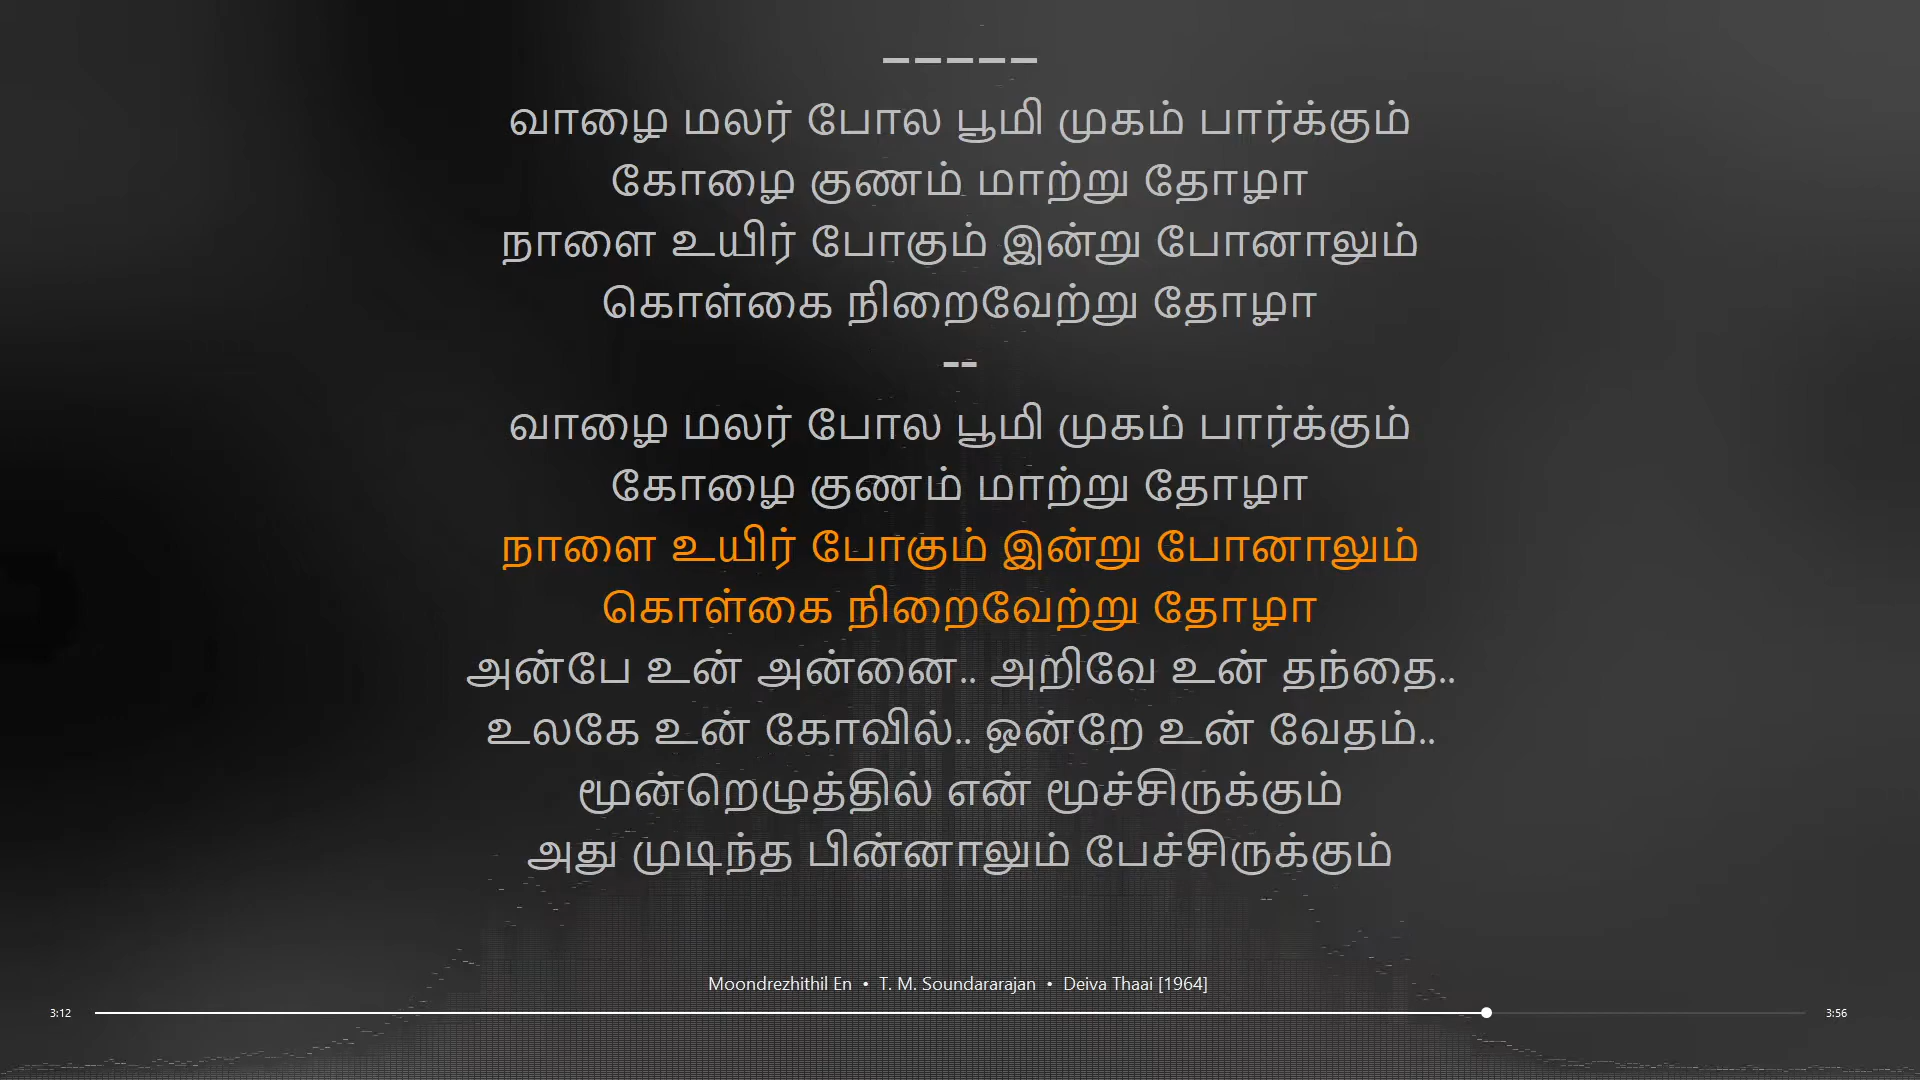 -----
வாழை மலர் போல பூமி முகம் பார்க்கும்
கோழை குணம் மாற்று தோழா
நாளை உயிர் போகும் இன்று போனாலும்
கொள்கை நிறைவேற்று தோழா
--
வாழை மலர் போல பூமி முகம் பார்க்கும்
கோழை குணம் மாற்று தோழா
நாளை உயிர் போகும் இன்று போனாலும்
கொள்கை நிறைவேற்று தோழா
அன்பே உன் அன்னை.. அறிவே உன் தந்தை..
உலகே உன் கோவில்.. ஒன்றே உன் வேதம்..
மூன்றெழுத்தில் என் மூச்சிருக்கும்
அது முடிந்த பின்னாலும் பேச்சிருக்கும்
Moondrezhithil En • T. M. Soundararajan • Deiva Thaai [1964]
3:12 3:56